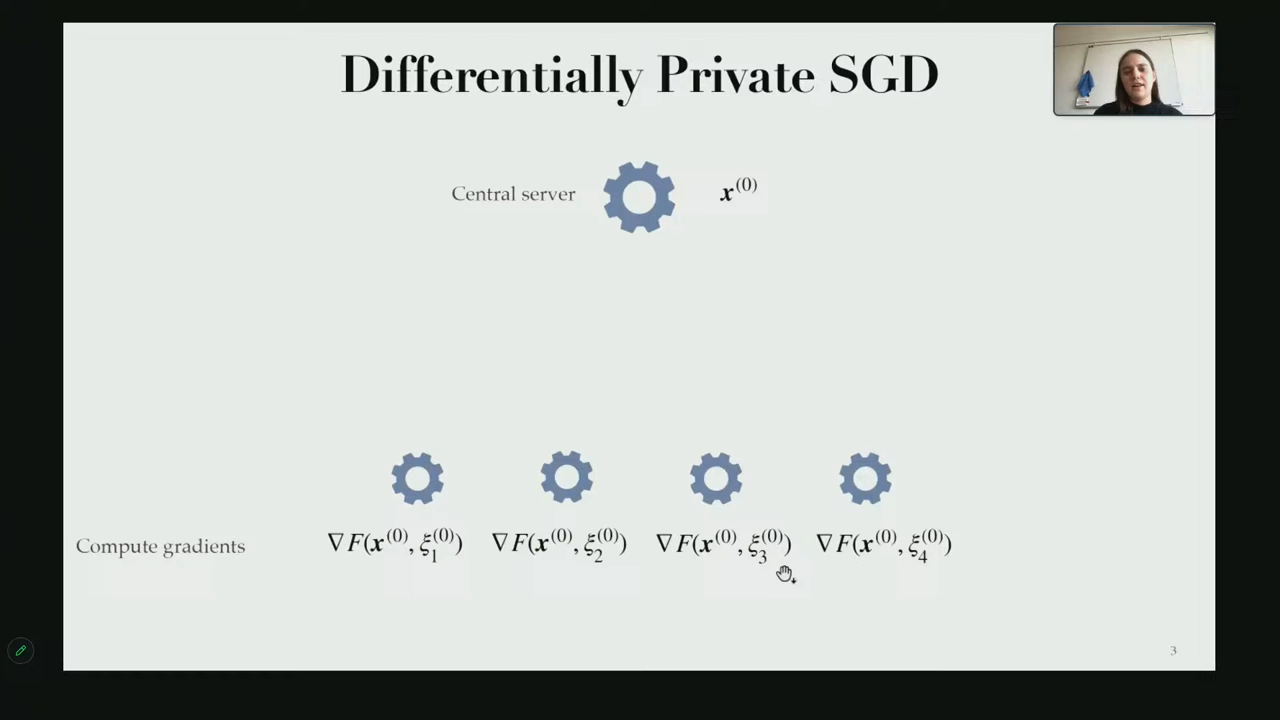 Differentially Private SGD
Central server x^{(0)}
Compute gradients ∇F(x^{(0)}, ξ_1^{(0)}) ∇F(x^{(0)}, ξ_2^{(0)}) ∇F(x^{(0)}, ξ_3^{(0)}) ∇F(x^{(0)}, ξ_4^{(0)})
3